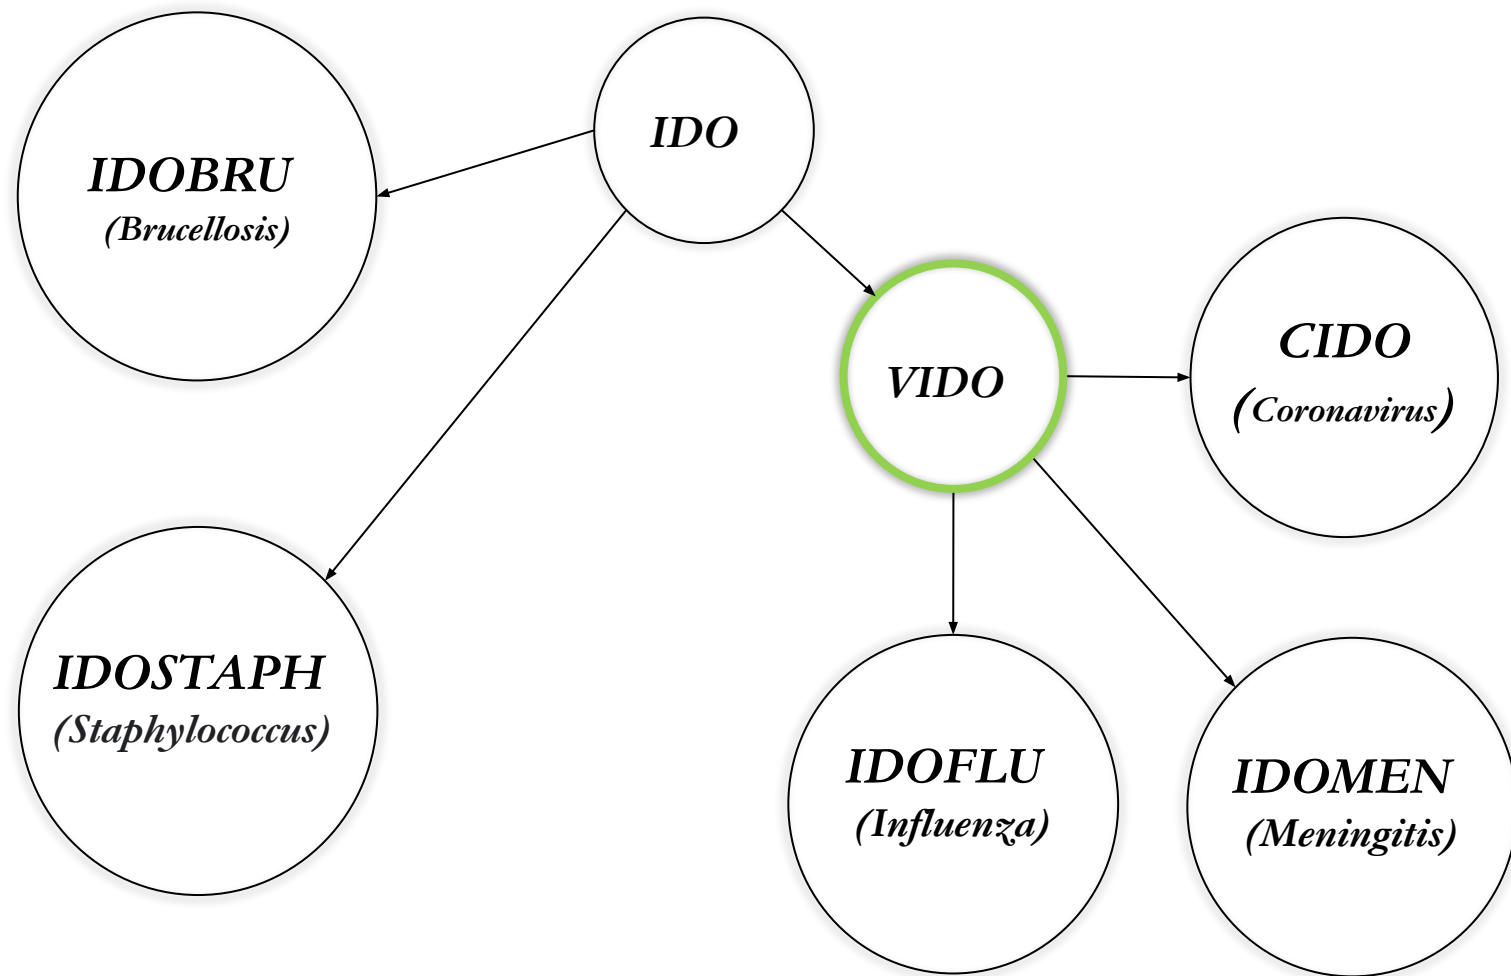 IDO
IDOBRU
(Brucellosis)
VIDO
CIDO
(Coronavirus)
IDOSTAPH
(Staphylococcus)
IDOFLU
(Influenza)
IDOMEN
(Meningitis)